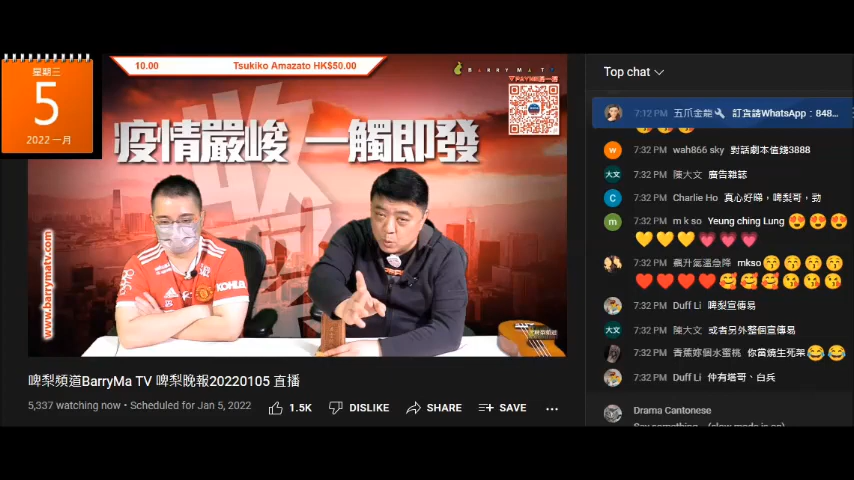 星期三
5
2022 一月
10.00
Tsukiko Amazato HK$50.00
BARRYMATV
疫情嚴峻 一觸即發
www.barrymatv.com
KOHLER
啤梨頻道BarryMa TV 啤梨晚報20220105 直播
5,337 watching now • Scheduled for Jan 5, 2022
1.5K
DISLIKE
SHARE
SAVE
Top chat
7:12 PM 五爪金龍🔧 訂貨請WhatsApp：848...
7:32 PM wah866 sky 對話劇本值錢3888
7:32 PM 陳大文 廣告雜誌
7:32 PM Charlie Ho 真心好睇，啤梨哥，勁
7:32 PM m k so Yeung ching Lung 😍😍😍
💛💛💛💗💗💗
7:32 PM 飆升氣溫急降 mkso 😚😚😚😚
❤️❤️❤️❤️🥰🥰🥰😘😘😘
7:32 PM Duff Li 啤梨宣傳易
7:32 PM 陳大文 或者另外整個宣傳易
7:32 PM 香蕉妳個水蜜桃 你當燒生死架😂😂
7:32 PM Duff Li 仲有塔哥、白兵
Drama Cantonese